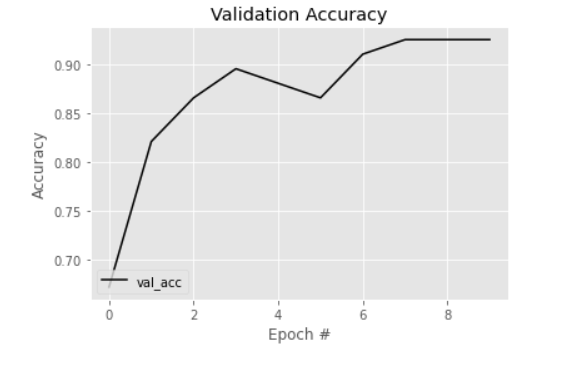 Validation Accuracy
0.90
0.85
0.80
0.75
0.70
Accuracy
val_acc
0 2 4 6 8
Epoch #